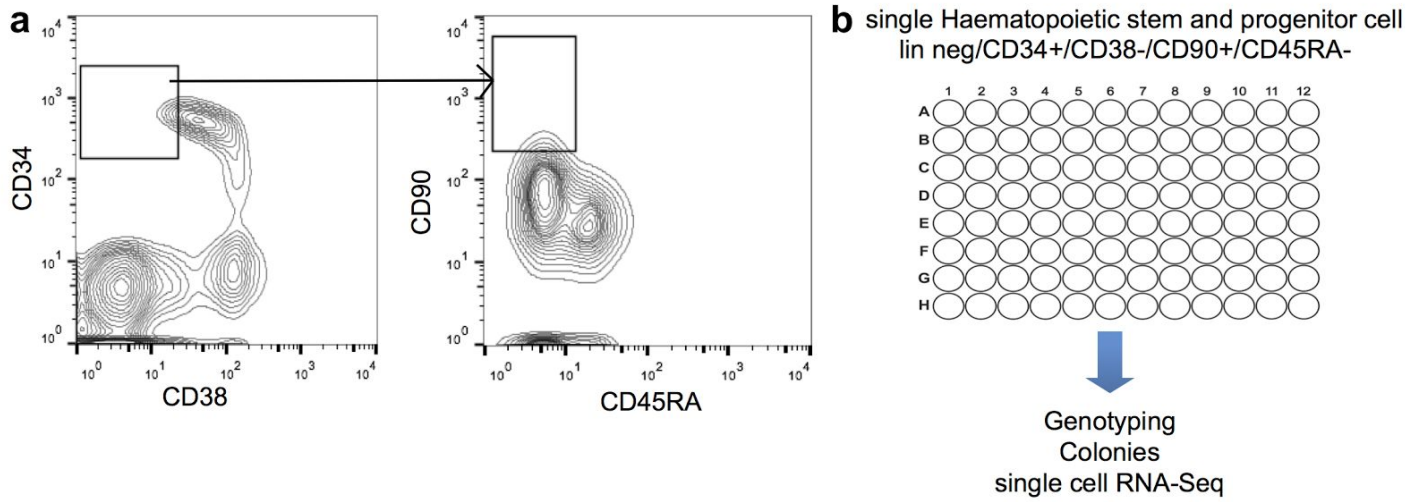 a
10⁴
10³
10²
10¹
10⁰
CD34
10⁰ 10¹ 10² 10³ 10⁴
CD38
10⁴
10³
10²
10¹
10⁰
CD90
10⁰ 10¹ 10² 10³ 10⁴
CD45RA
b single Haematopoietic stem and progenitor cell
lin neg/CD34+/CD38-/CD90+/CD45RA-
1 2 3 4 5 6 7 8 9 10 11 12
A
B
C
D
E
F
G
H
Genotyping
Colonies
single cell RNA-Seq